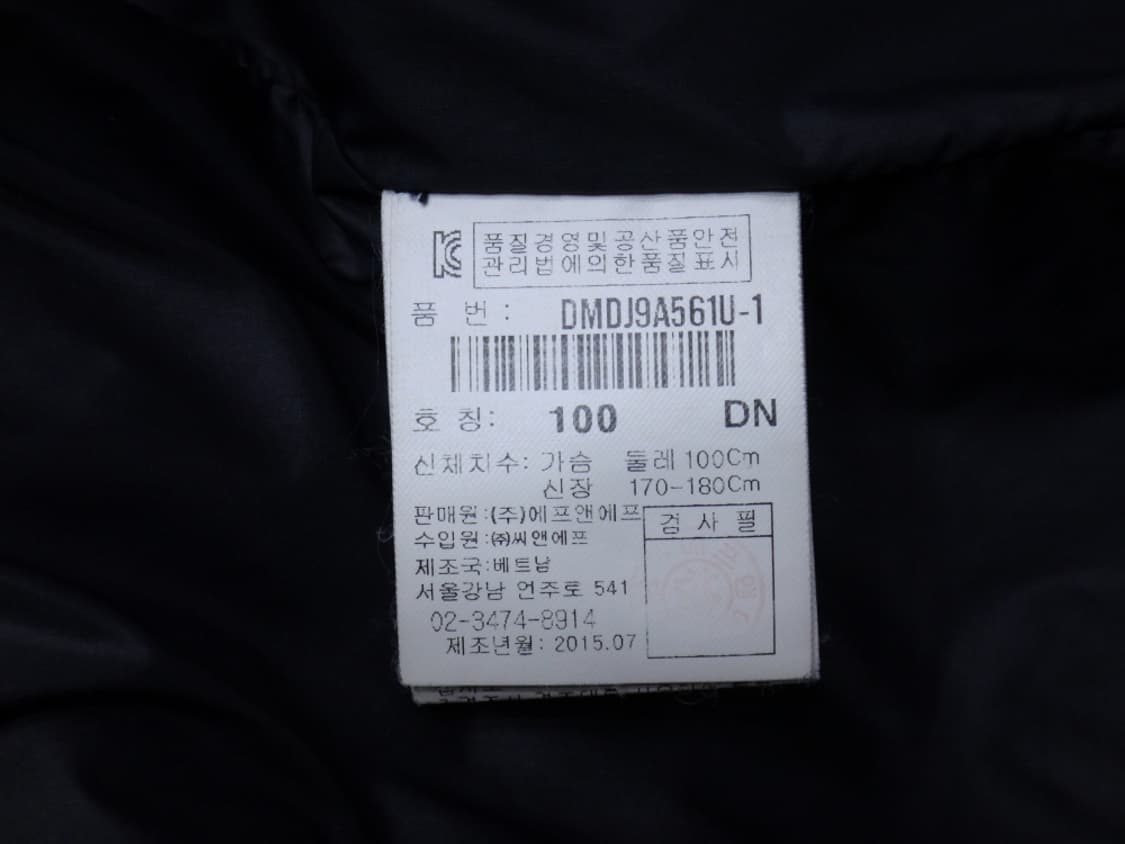 품질경영및공산품안전
관리법에의한품질표시
품 번 : DMDJ9A561U-1
호 칭: 100 DN
신체치수: 가슴 둘레 100Cm
신장 170-180Cm
판매원:(주)에프앤에프
수입원:㈜씨앤에프
검 사 필
제조국:베트남
서울강남 언주로 541
02-3474-8914
제조년월: 2015.07